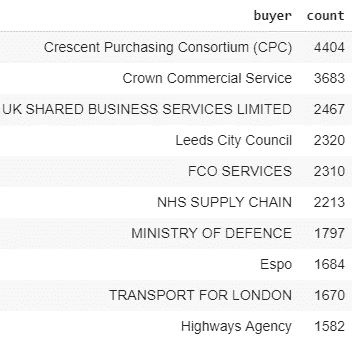 buyer count
Crescent Purchasing Consortium (CPC) 4404
Crown Commercial Service 3683
UK SHARED BUSINESS SERVICES LIMITED 2467
Leeds City Council 2320
FCO SERVICES 2310
NHS SUPPLY CHAIN 2213
MINISTRY OF DEFENCE 1797
Espo 1684
TRANSPORT FOR LONDON 1670
Highways Agency 1582